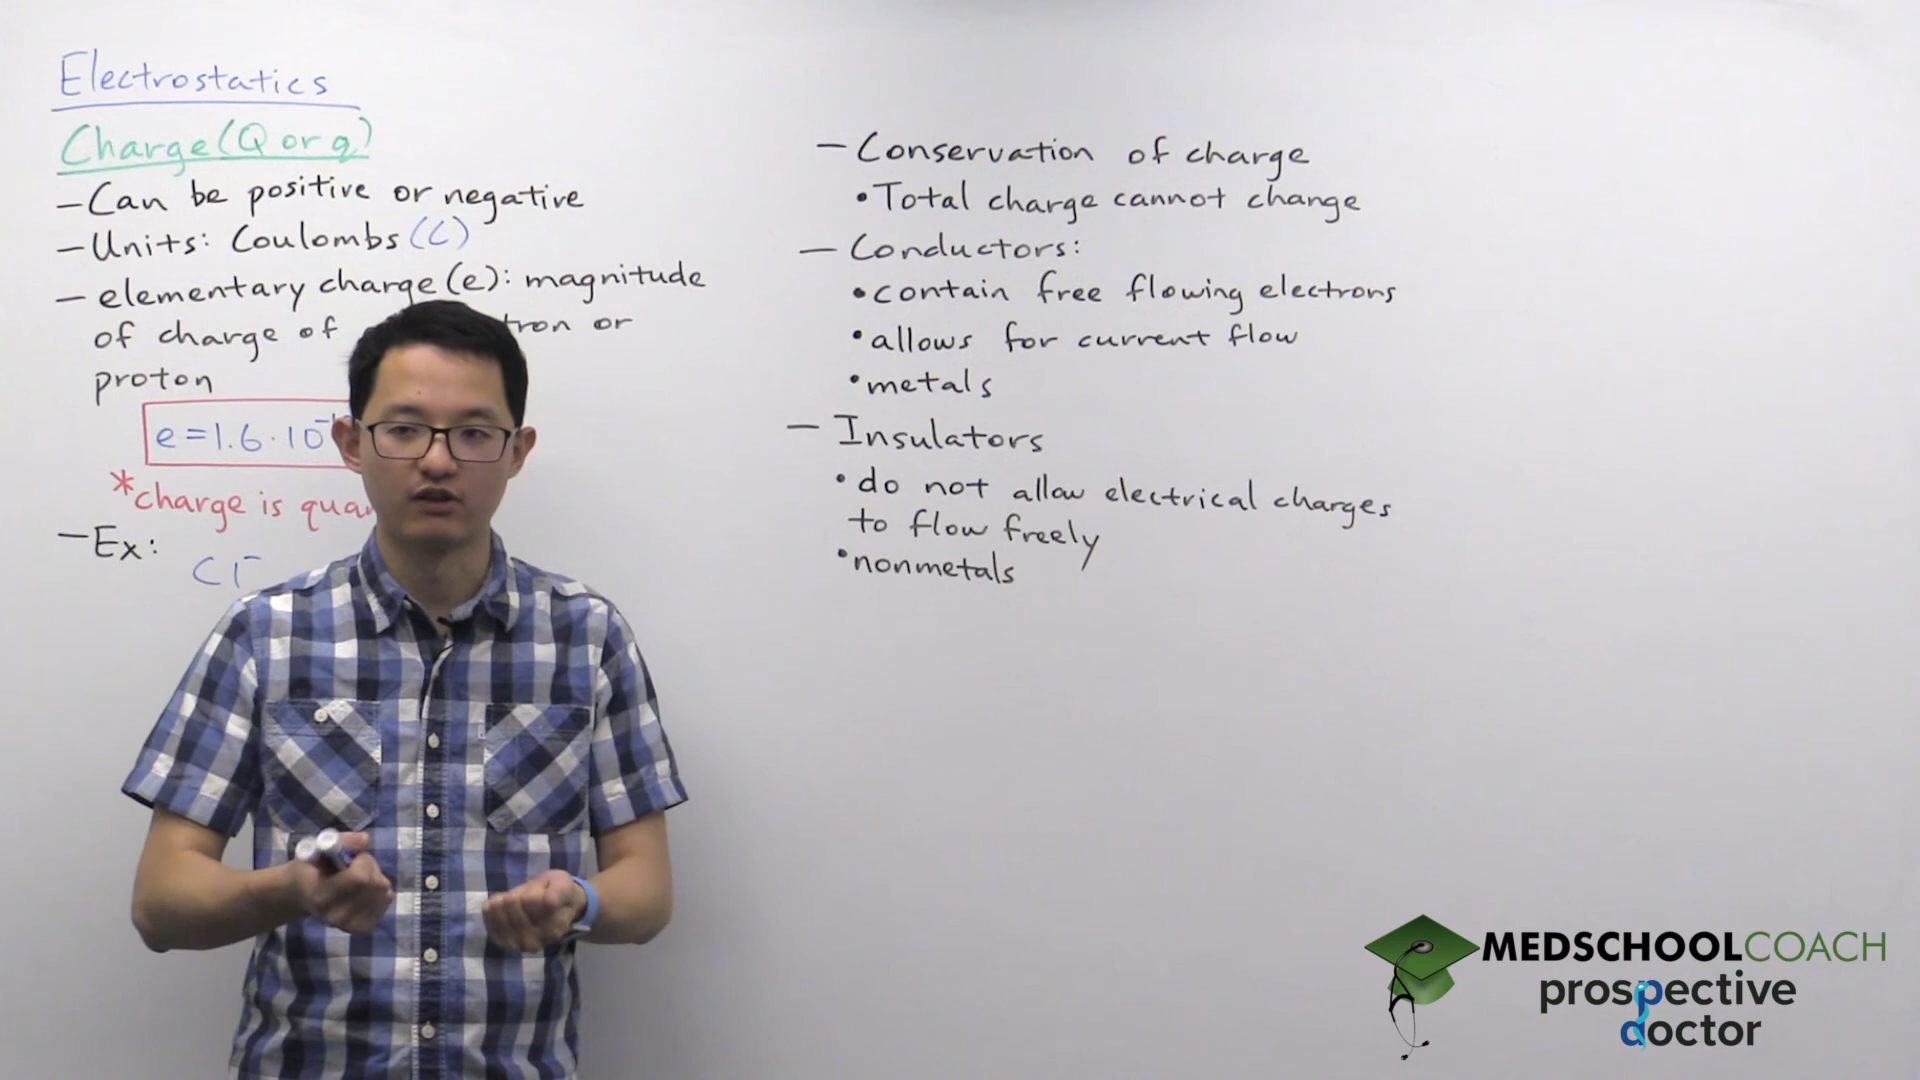 Electrostatics
Charge (Q or q)
– Can be positive or negative
– Units: Coulombs (C)
– elementary charge (e): magnitude
of charge of or
proton
e = 1.6 · 10
* charge is
– Ex:
Cl⁻
– Conservation of charge
• Total charge cannot change
– Conductors:
• contain free flowing electrons
• allows for current flow
• metals
– Insulators
• do not allow electrical charges
to flow freely
• nonmetals
MEDSCHOOLCOACH
prospective
doctor